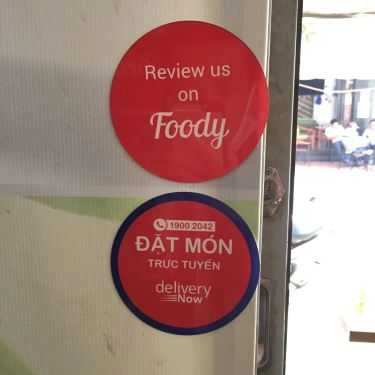 Review us
on
Foody
1900 2042
ĐẶT MÓN
TRỰC TUYẾN
delivery
Now